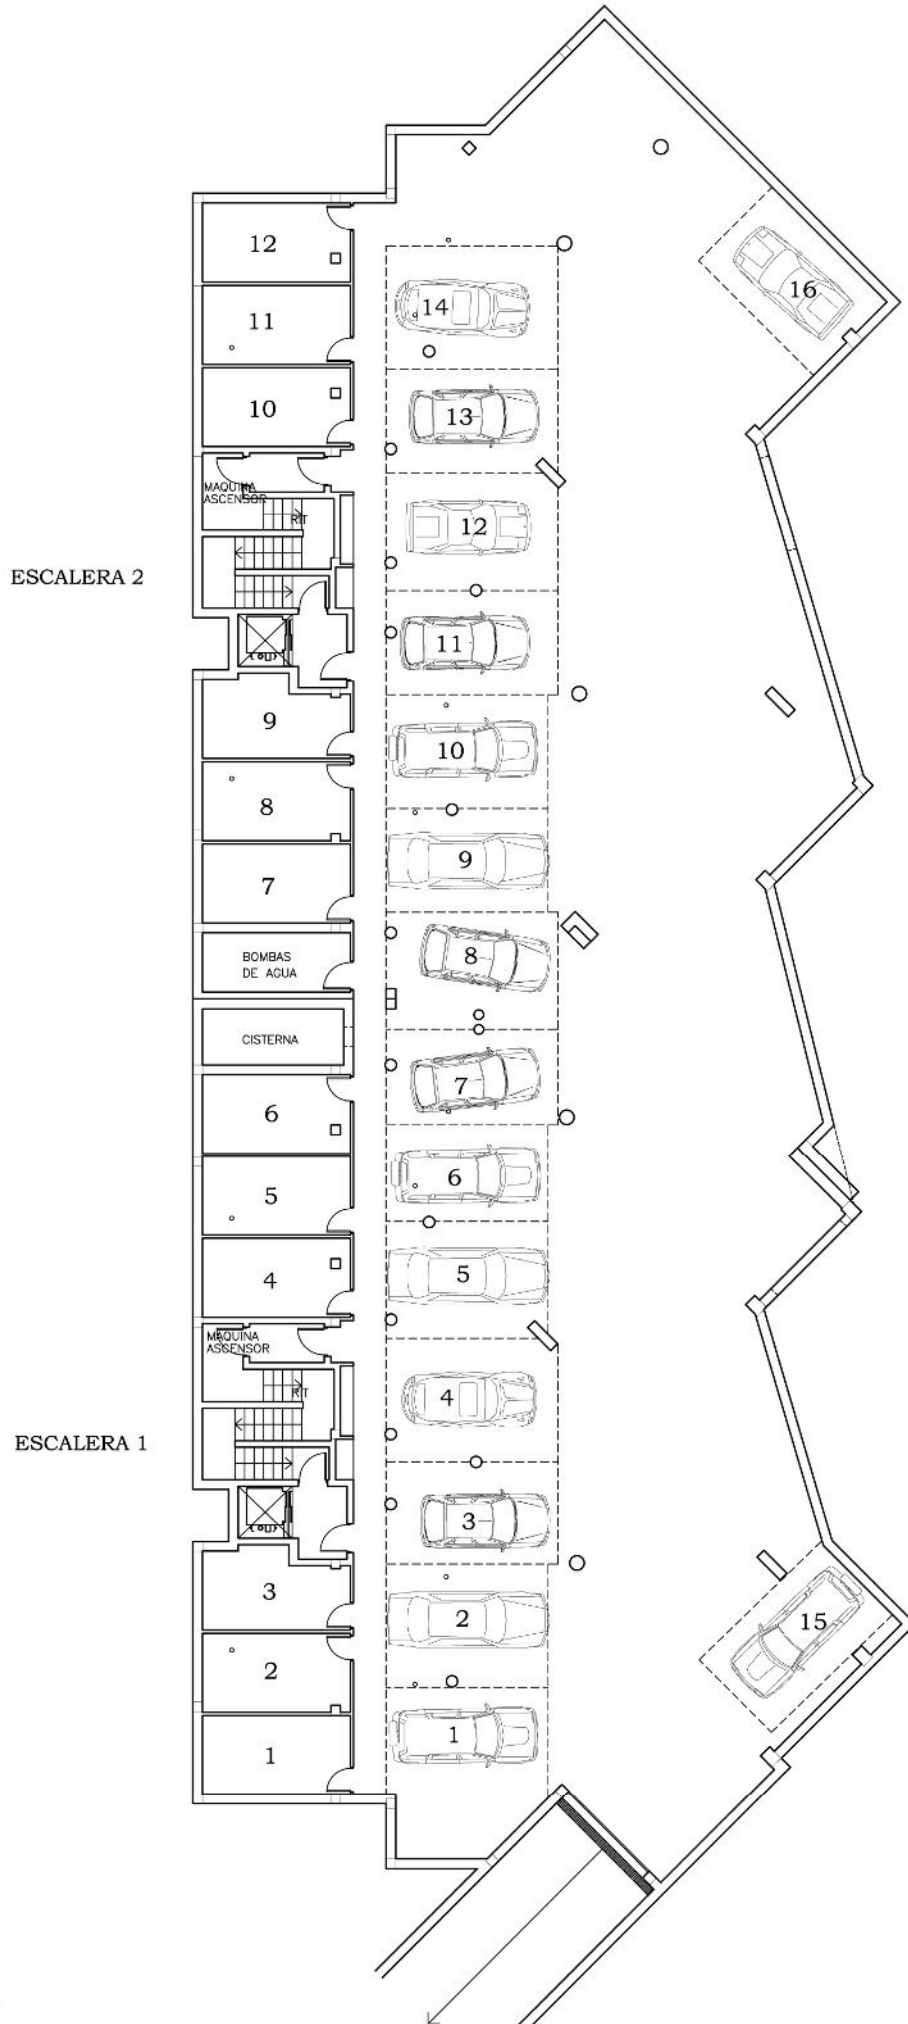 16
12
14
11
10
13
MAQUINA
ASCENSOR
RIT
12
ESCALERA 2
11
9
10
8
9
7
BOMBAS
DE AGUA
8
CISTERNA
7
6
6
5
5
4
MAQUINA
ASCENSOR
RIT
4
ESCALERA 1
3
3
15
2
2
1
1